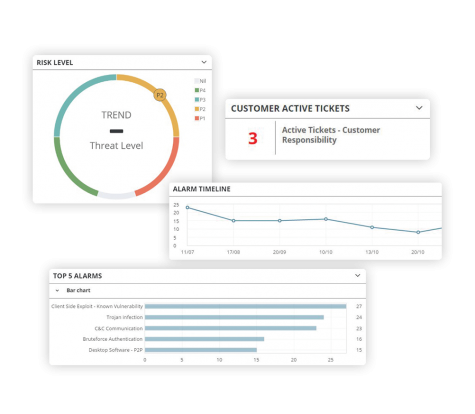 RISK LEVEL
Nil
P4
P3
P2
P1
P2
TREND
Threat Level
CUSTOMER ACTIVE TICKETS
3
Active Tickets - Customer
Responsibility
ALARM TIMELINE
25
20
15
10
5
0
11/07
17/08
20/09
19/10
13/10
20/10
TOP 5 ALARMS
Bar chart
Client Side Exploit - Known Vulnerability 27
Trojan Infection 24
C&C Communication 23
Bruteforce Authentication 16
Desktop Software - P2P 15
0 5 10 15 20 25